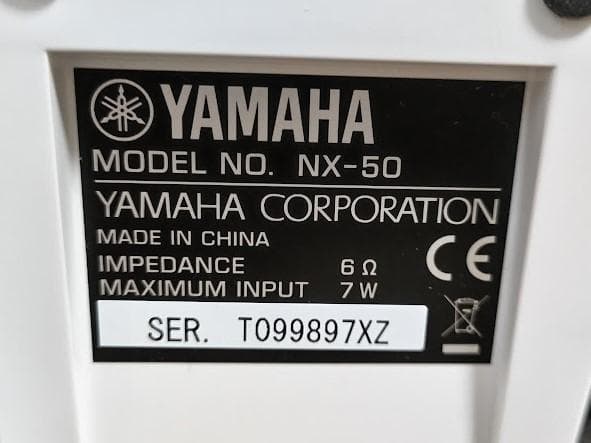 YAMAHA
MODEL NO. NX-50
YAMAHA CORPORATION
MADE IN CHINA
IMPEDANCE 6 Ω
MAXIMUM INPUT 7 W
CE
SER. T099897XZ